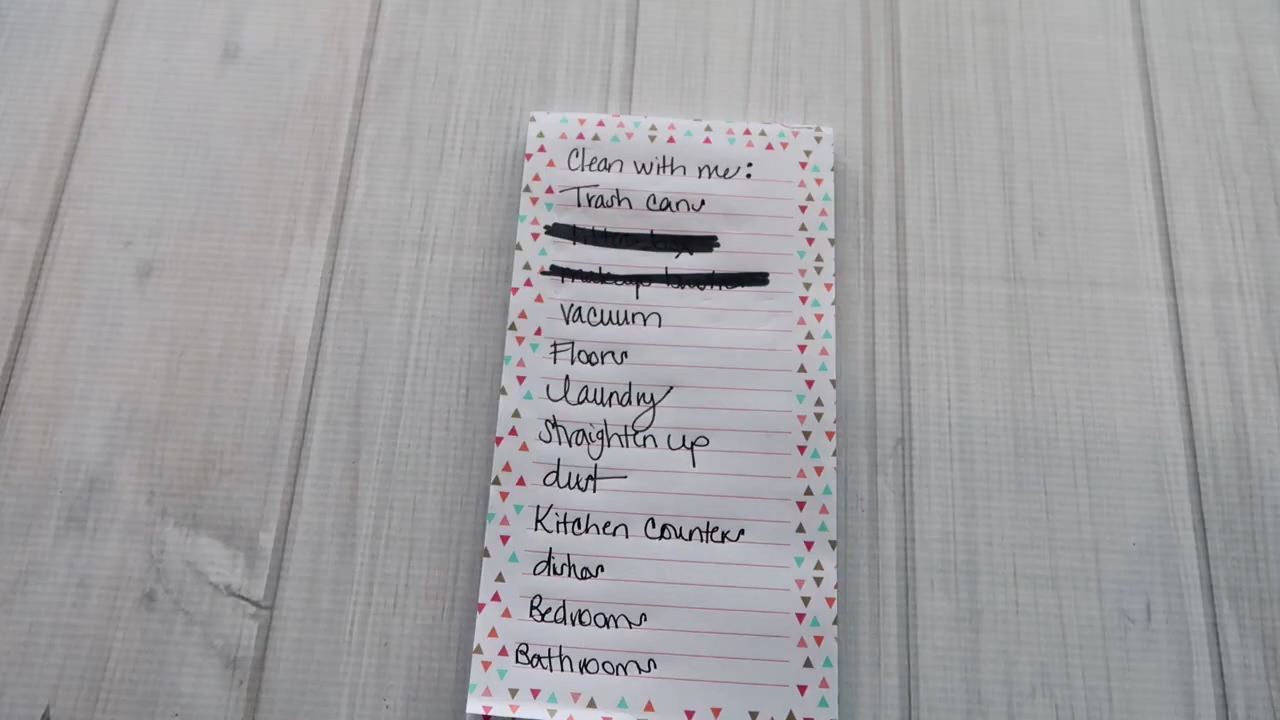 Clean with me:
Trash cans
vacuum
Floors
laundry
straighten up
dust
Kitchen Counters
dishes
Bedrooms
Bathrooms